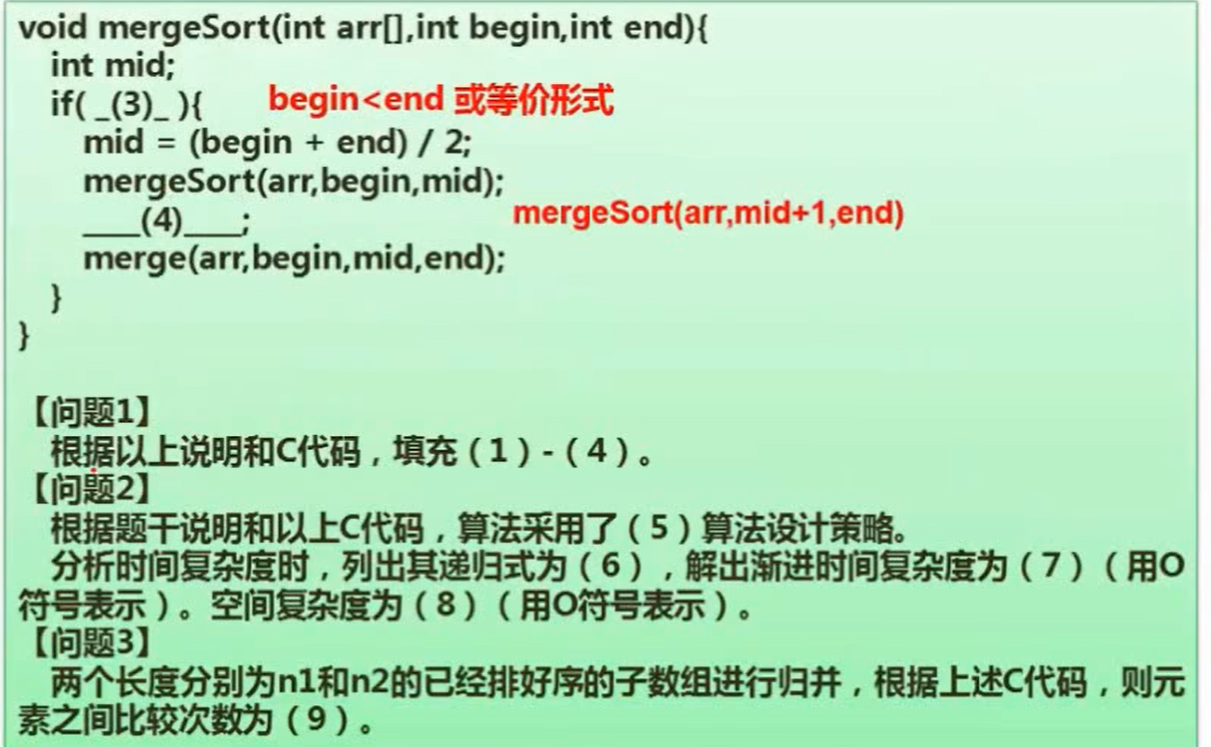 void mergeSort(int arr[],int begin,int end){
int mid;
if( _(3)_ ){ begin<end 或等价形式
mid = (begin + end) / 2;
mergeSort(arr,begin,mid);
____(4)____; mergeSort(arr,mid+1,end)
merge(arr,begin,mid,end);
}
}
【问题1】
根据以上说明和C代码，填充（1）-（4）。
【问题2】
根据题干说明和以上C代码，算法采用了（5）算法设计策略。
分析时间复杂度时，列出其递归式为（6），解出渐进时间复杂度为（7）（用O
符号表示）。空间复杂度为（8）（用O符号表示）。
【问题3】
两个长度分别为n1和n2的已经排好序的子数组进行归并，根据上述C代码，则元
素之间比较次数为（9）。